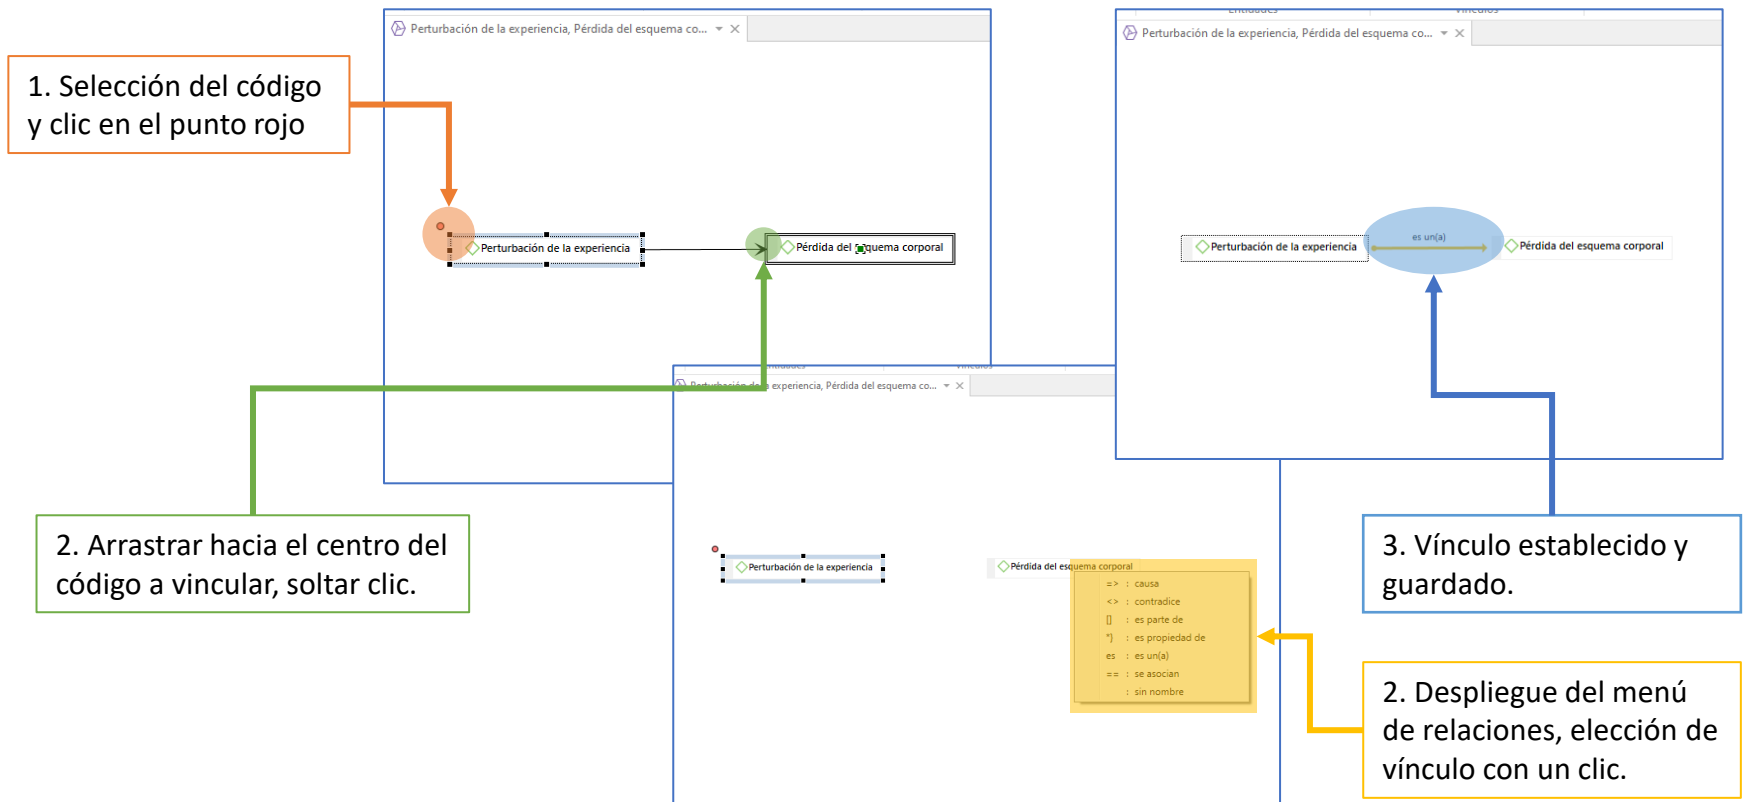 Perturbación de la experiencia, Pérdida del esquema co...
1. Selección del código
y clic en el punto rojo
Perturbación de la experiencia
Pérdida del esquema corporal
Entidades
Vínculos
Perturbación de la experiencia, Pérdida del esquema co...
Perturbación de la experiencia
es un(a)
Pérdida del esquema corporal
Entidades
Vínculos
Perturbación de la experiencia, Pérdida del esquema co...
2. Arrastrar hacia el centro del
código a vincular, soltar clic.
Perturbación de la experiencia
Pérdida del esquema corporal
=> : causa
<> : contradice
[] : es parte de
*} : es propiedad de
es : es un(a)
== : se asocian
: sin nombre
3. Vínculo establecido y
guardado.
2. Despliegue del menú
de relaciones, elección de
vínculo con un clic.